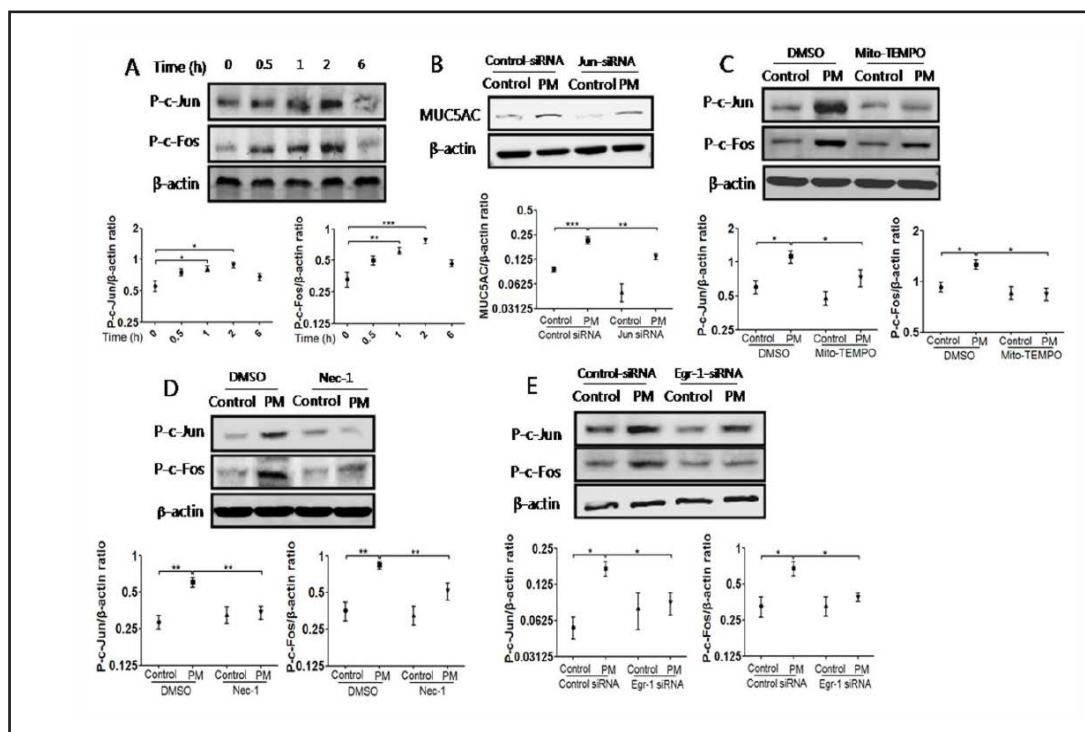 A
Time (h) 0 0.5 1 2 6
P-c-Jun
P-c-Fos
β-actin
P-c-Jun/β-actin ratio
1
* *
0.5
0.25
0 0.5 1 2 6
Time (h)
P-c-Fos/β-actin ratio
1
***
**
0.5
0.25
0.125
0 0.5 1 2 6
Time (h)
B
Control-siRNA Jun-siRNA
Control PM Control PM
MUC5AC
β-actin
MUC5AC/β-actin ratio
0.5
*** **
0.25
0.125
0.0625
0.03125
Control PM Control PM
Control siRNA Jun siRNA
C
DMSO Mito-TEMPO
Control PM Control PM
P-c-Jun
P-c-Fos
β-actin
P-c-Jun/β-actin ratio
2
* *
1
0.5
0.25
Control PM Control PM
DMSO Mito-TEMPO
P-c-Fos/β-actin ratio
2
* *
1
0.5
Control PM Control PM
DMSO Mito-TEMPO
D
DMSO Nec-1
Control PM Control PM
P-c-Jun
P-c-Fos
β-actin
P-c-Jun/β-actin ratio
1
** **
0.5
0.25
0.125
Control PM Control PM
DMSO Nec-1
P-c-Fos/β-actin ratio
1
** **
0.5
0.25
0.125
Control PM Control PM
DMSO Nec-1
E
Control-siRNA Egr-1-siRNA
Control PM Control PM
P-c-Jun
P-c-Fos
β-actin
P-c-Jun/β-actin ratio
0.25
* *
0.125
0.0625
0.03125
Control PM Control PM
Control siRNA Egr-1 siRNA
P-c-Fos/β-actin ratio
1
* *
0.5
0.25
0.125
Control PM Control PM
Control siRNA Egr-1 siRNA